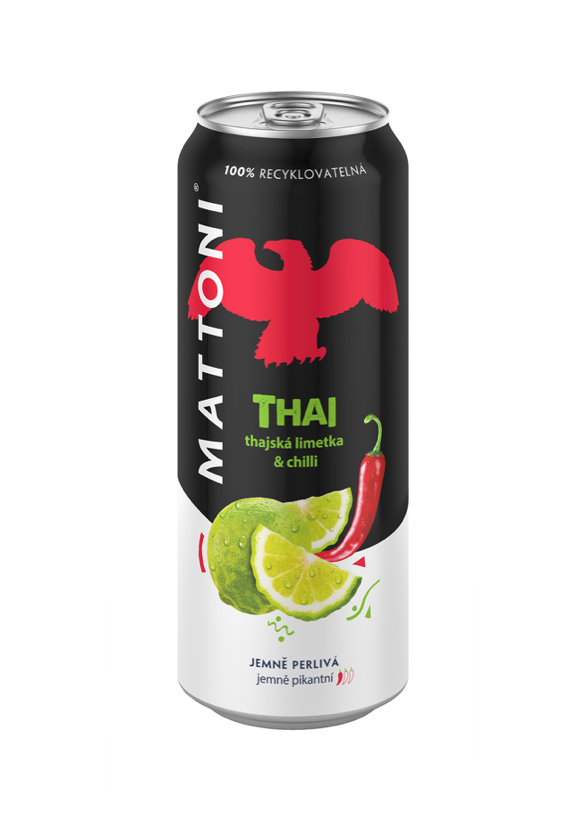 100% RECYKLOVATELNÁ
MATTONI®
THAI
thajská limetka
& chilli
JEMNĚ PERLIVÁ
jemně pikantní